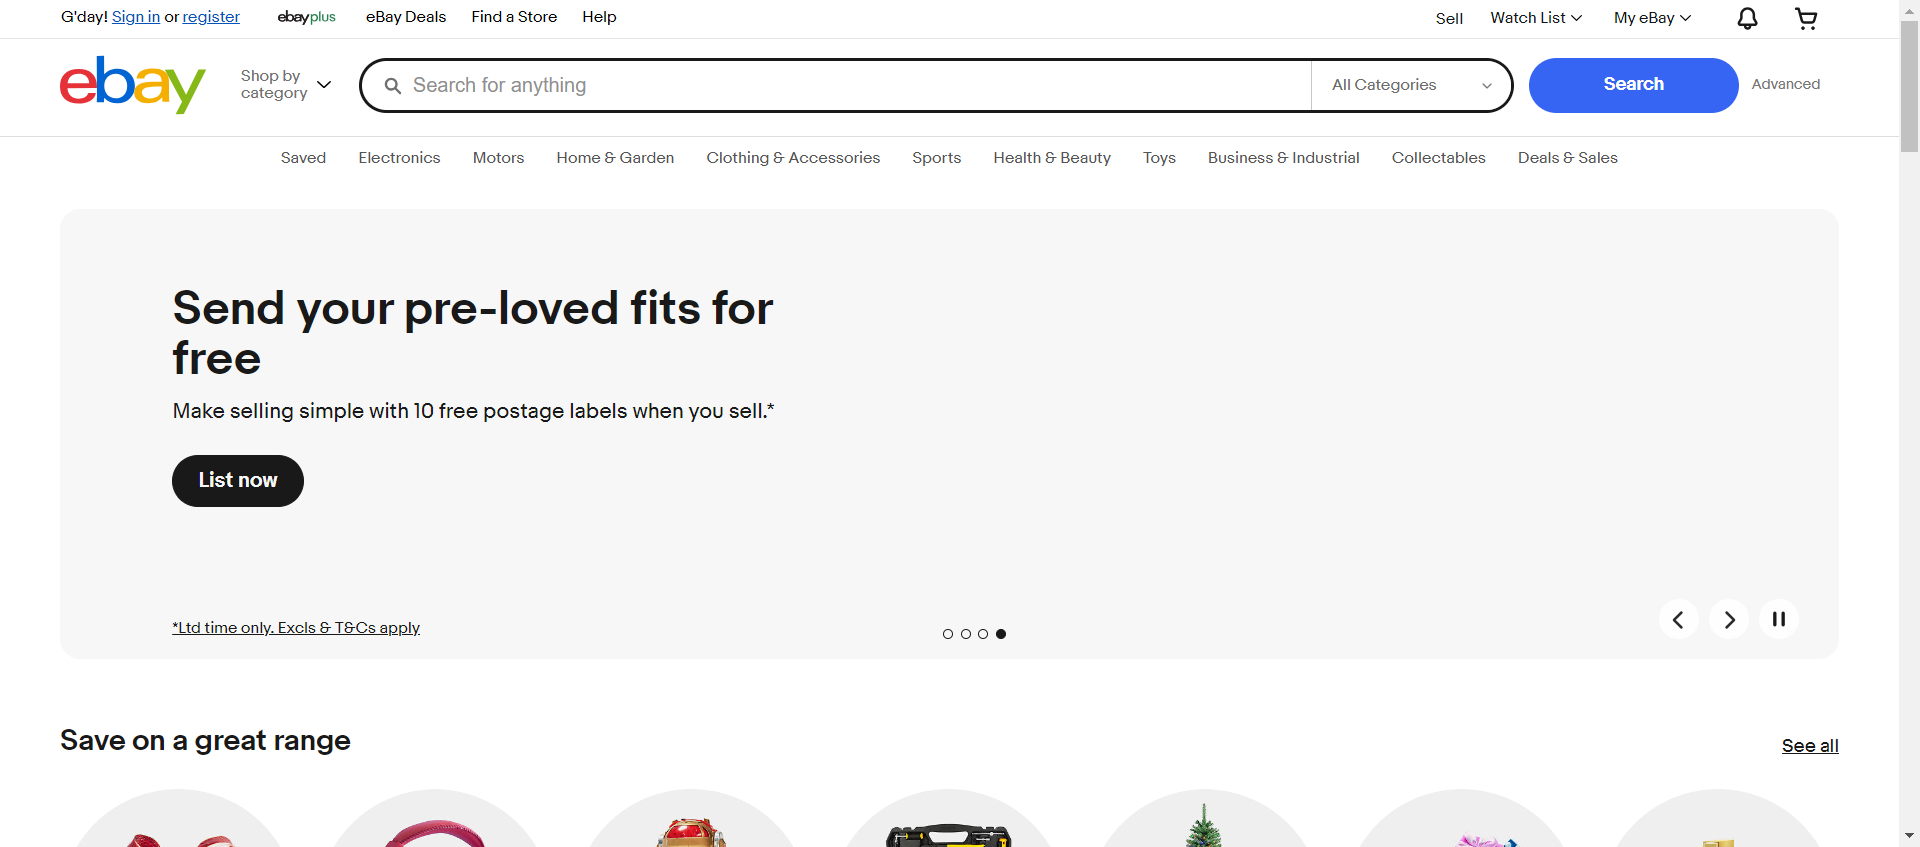 G'day! Sign in or register ebayplus eBay Deals Find a Store Help Sell Watch List My eBay
ebay Shop by category Search for anything All Categories Search Advanced
Saved Electronics Motors Home & Garden Clothing & Accessories Sports Health & Beauty Toys Business & Industrial Collectables Deals & Sales
Send your pre-loved fits for
free
Make selling simple with 10 free postage labels when you sell.*
List now
*Ltd time only. Excls & T&Cs apply
Save on a great range See all